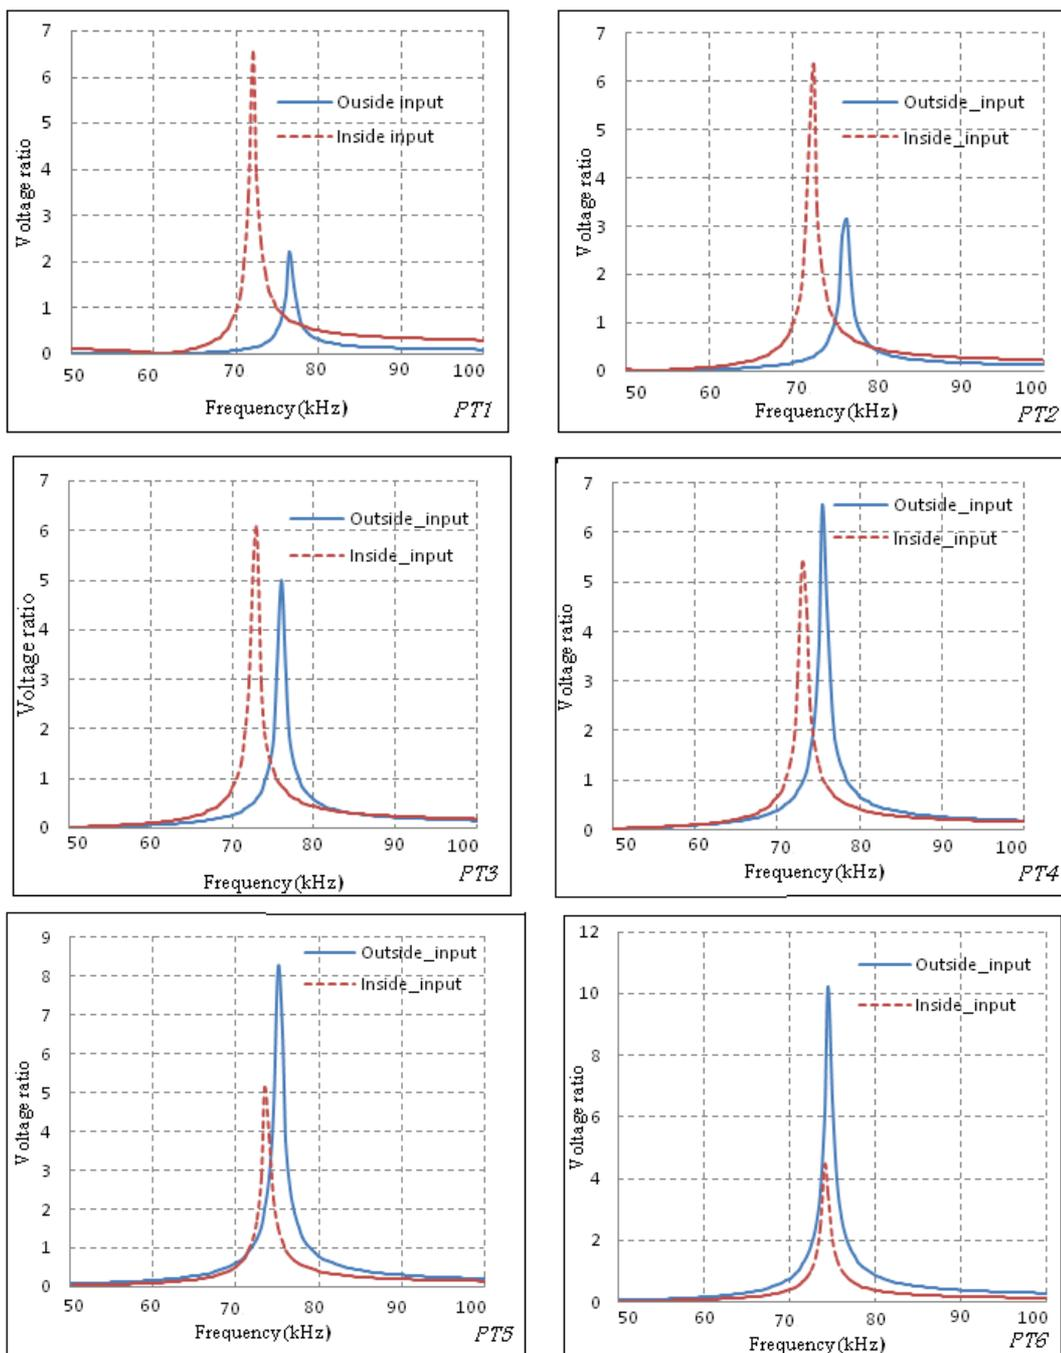 7
6
5
4
3
2
1
0
Voltage ratio
Ouside input
Inside input
50 60 70 80 90 100
Frequency(kHz)
PT1
7
6
5
4
3
2
1
0
Voltage ratio
Outside_input
Inside_input
50 60 70 80 90 100
Frequency(kHz)
PT2
7
6
5
4
3
2
1
0
Voltage ratio
Outside_input
Inside_input
50 60 70 80 90 100
Frequency(kHz)
PT3
7
6
5
4
3
2
1
0
Voltage ratio
Outside_input
Inside_input
50 60 70 80 90 100
Frequency(kHz)
PT4
9
8
7
6
5
4
3
2
1
0
Voltage ratio
Outside_input
Inside_input
50 60 70 80 90 100
Frequency(kHz)
PT5
12
10
8
6
4
2
0
Voltage ratio
Outside_input
Inside_input
50 60 70 80 90 100
Frequency(kHz)
PT6